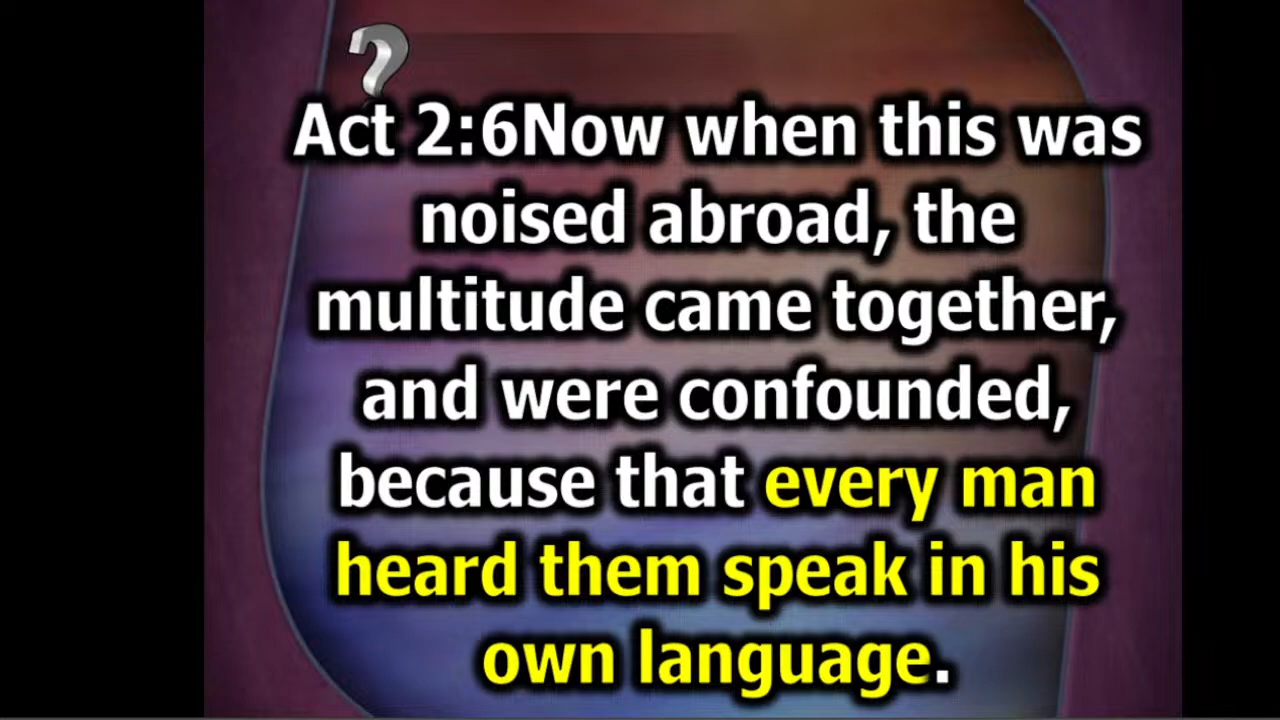 ?
Act 2:6Now when this was
noised abroad, the
multitude came together,
and were confounded,
because that every man
heard them speak in his
own language.